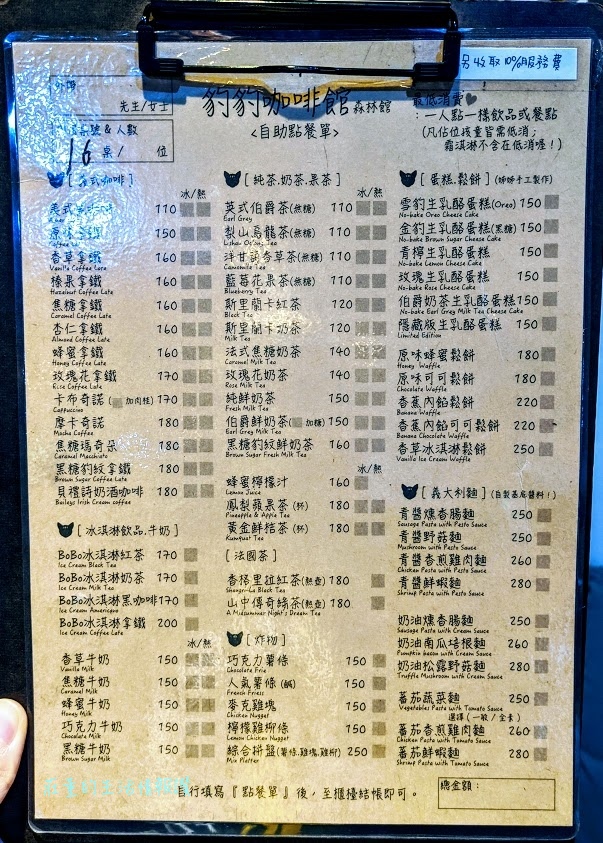 另收取10%服務費
先生/女士
豹豹咖啡館 森林館
最低消費
桌號 & 人數
<自助點餐單>
：一人點一樣飲品或餐點
(凡佔位孩童皆需低消；
霜淇淋不含在低消喔！)
16 桌/ 位
[義式咖啡]
冰/熱
150
香草拿鐵 160
Vanilla Coffee Late
榛果拿鐵 160
Hazelnut Coffee Late
焦糖拿鐵 160
Caramel Coffee Late
杏仁拿鐵 160
Almond Coffee Late
蜂蜜拿鐵 160
Honey Coffee Late
玫瑰花拿鐵 170
Rose Coffee Late
卡布奇諾 (加肉桂) 170
Cappuccino
摩卡奇諾 180
Mocha Coffee
焦糖瑪奇朵 180
Caramel Macchiato
黑糖豹紋拿鐵 180
Brown Sugar Coffee Late
貝禮詩奶酒咖啡 180
Baileys Irish Cream coffee
[冰淇淋飲品.牛奶]
BoBo冰淇淋紅茶 170
Ice Cream Black Tea
BoBo冰淇淋奶茶 170
Ice Cream Milk Tea
BoBo冰淇淋黑咖啡 170
Ice Cream Americano
BoBo冰淇淋拿鐵 200
Ice Cream Coffee Late
冰/熱
香草牛奶 150
Vanilla Milk
焦糖牛奶 150
Caramel Milk
蜂蜜牛奶 150
Honey Milk
巧克力牛奶 150
Chocolate Milk
黑糖牛奶 150
Brown Sugar Milk
[純茶.奶茶.果茶]
冰/熱
英式伯爵茶(無糖) 110
Earl Grey
梨山烏龍茶(無糖) 110
Lishan Oolong Tea
洋甘菊冬草茶(無糖) 110
Camomile Tea
藍莓花果茶(無糖) 110
Blueberry Tea
斯里蘭卡紅茶 120
Black Tea
斯里蘭卡奶茶 120
Milk Tea
法式焦糖奶茶 140
Caramel Milk Tea
玫瑰花奶茶 140
Rose Milk Tea
純鮮奶茶 150
Fresh Milk Tea
伯爵鮮奶茶(加糖) 150
Earl Grey Milk Tea
黑糖豹紋鮮奶茶 160
Brown Sugar Fresh Milk Tea
冰/熱
蜂蜜檸檬汁 160
Lemon Juice
鳳梨蘋果茶(杯) 180
Pineapple & Apple Tea
黃金鮮桔茶(杯) 180
Kumquat Tea
[法國茶]
香格里拉紅茶(熱壺) 180
Shangri-La Black Tea
山中傳奇綠茶(熱壺) 180
A Midsummer Night's Dream Tea
[炸物]
巧克力薯條 150
Chocolate Frie
人氣薯條(鹹) 150
French Friess
麥克雞塊 150
Chicken Nugget
檸檬雞柳條 150
Lemon Chicken Nugget
綜合拼盤(薯條.雞塊.雞柳) 250
Mix Platter
[蛋糕.鬆餅](姊姊手工製作)
雪豹生乳酪蛋糕(Oreo) 150
No-bake Oreo Cheese Cake
金豹生乳酪蛋糕(黑糖) 150
No-bake Brown Sugar Cheese Cake
青檸生乳酪蛋糕 150
No-bake Lemon Cheese Cake
玫瑰生乳酪蛋糕 150
No-bake Rose Cheese Cake
伯爵奶茶生乳酪蛋糕 150
No-bake Earl Grey Milk Tea Cheese Cake
隱藏版生乳酪蛋糕 150
Limited Edition
原味蜂蜜鬆餅 180
Honey Waffle
原味可可鬆餅 180
Chocolate Waffle
香蕉內餡鬆餅 220
Banana Waffle
香蕉內餡可可鬆餅 220
Banana Chocolate Waffle
香草冰淇淋鬆餅 250
Vanilla Ice Cream Waffle
[義大利麵](自製基底醬料！)
青醬燻香腸麵 250
Sausage Pasta with Pesto Sauce
青醬野菇麵 250
Mushroom Pasta with Pesto Sauce
青醬香煎雞肉麵 260
Chicken Pasta with Pesto Sauce
青醬鮮蝦麵 280
Shrimp Pasta with Pesto Sauce
奶油燻香腸麵 250
Sausage Pasta with Cream Sauce
奶油南瓜培根麵 260
Pumpkin bacon with Cream Sauce
奶油松露野菇麵 280
Truffle Mushroom with Cream Sauce
蕃茄蔬菜麵 250
Vegetables Pasta with Tomato Sauce
選擇(一般/全素)
蕃茄香煎雞肉麵 260
Chicken Pasta with Tomato Sauce
蕃茄鮮蝦麵 280
Shrimp Pasta with Tomato Sauce
自行填寫『點餐單』後，至櫃檯結帳即可。
總金額：